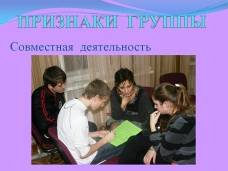 ПРИЗНАКИ ГРУППЫ
Совместная деятельность